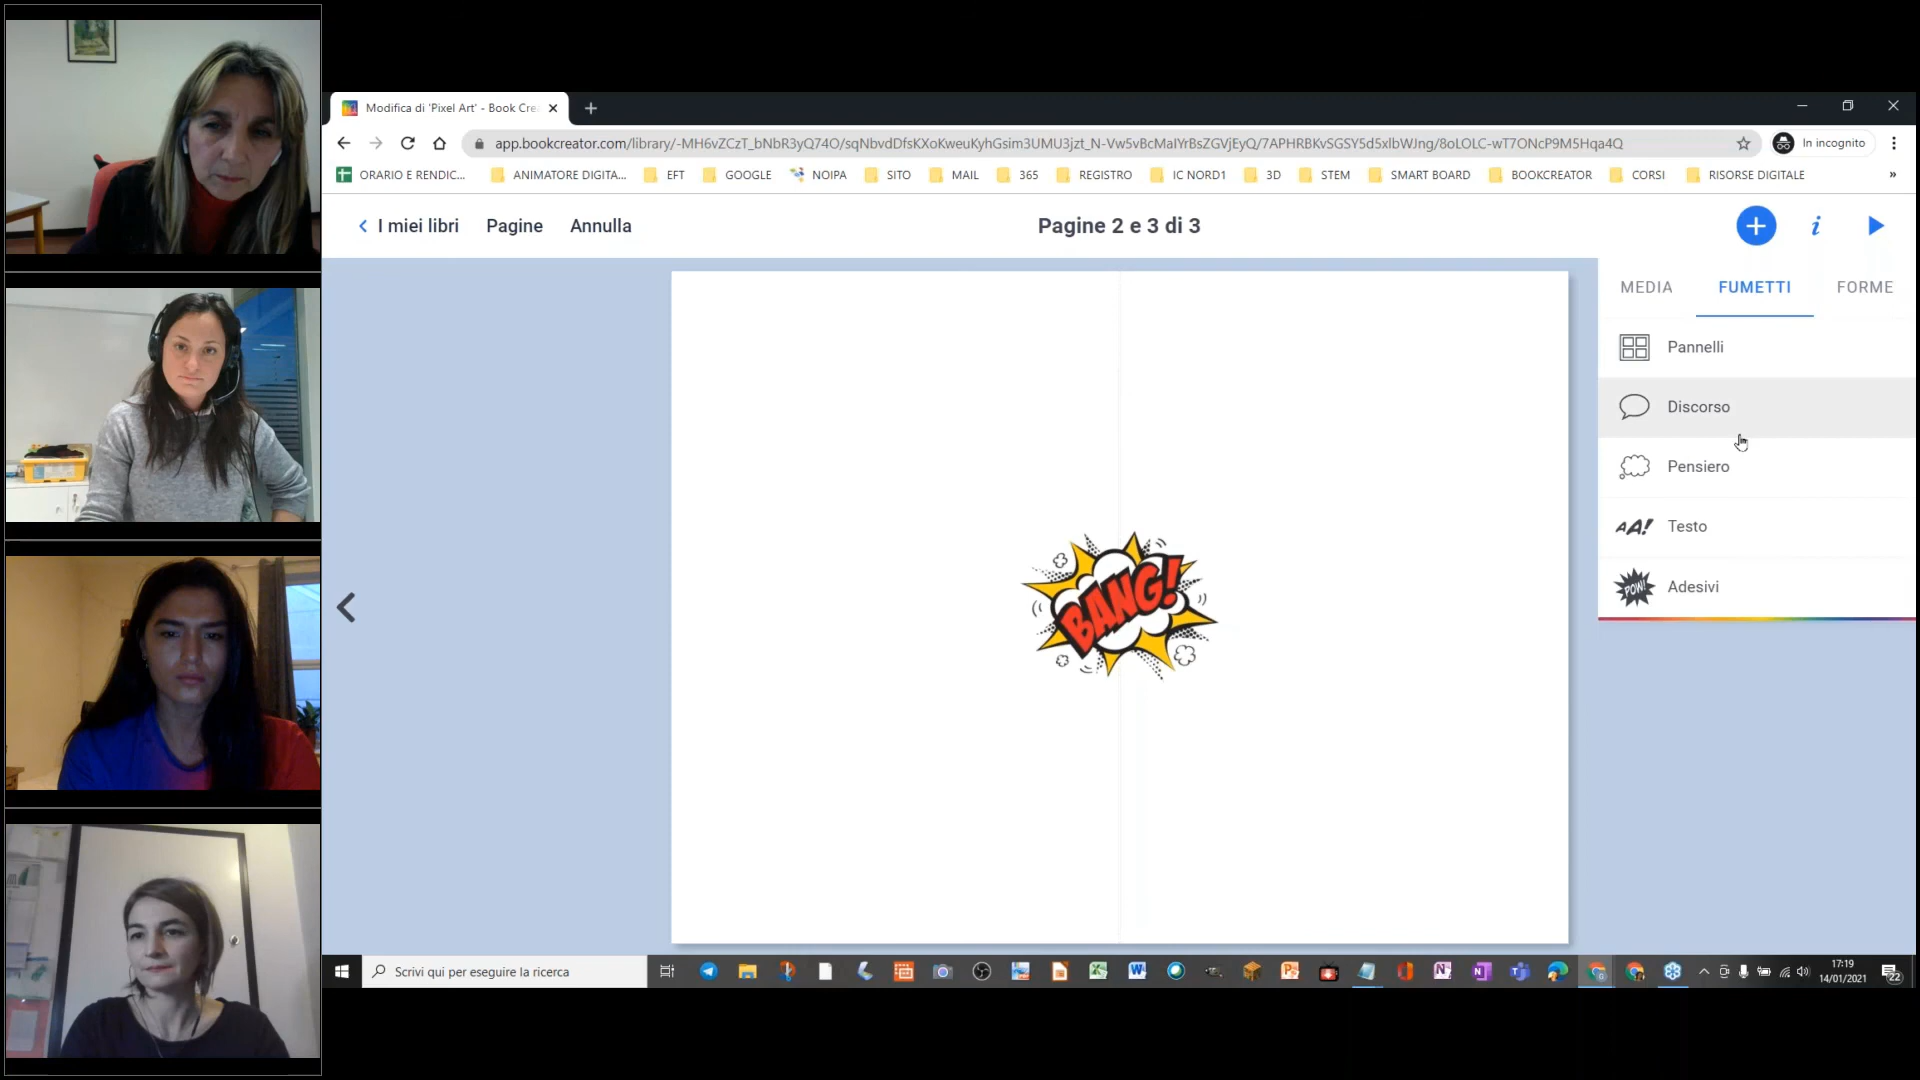 Modifica di 'Pixel Art' - Book Cre
app.bookcreator.com/library/-MH6vZCzT_bNbR3yQ74O/sqNbvdDfsKXoKweuKyhGsim3UMU3jzt_N-Vw5vBcMaIYrBsZGVjEyQ/7APHRBKvSGSY5d5xlbWJng/8oLOLC-wT7ONcP9M5Hqa4Q
In incognito
ORARIO E RENDIC... ANIMATORE DIGITA... EFT GOOGLE NOIPA SITO MAIL 365 REGISTRO IC NORD1 3D STEM SMART BOARD BOOKCREATOR CORSI RISORSE DIGITALE »
I miei libri Pagine Annulla Pagine 2 e 3 di 3
MEDIA FUMETTI FORME
Pannelli
Discorso
Pensiero
AA! Testo
POW! Adesivi
BANG!
Scrivi qui per eseguire la ricerca
17:19
14/01/2021
22